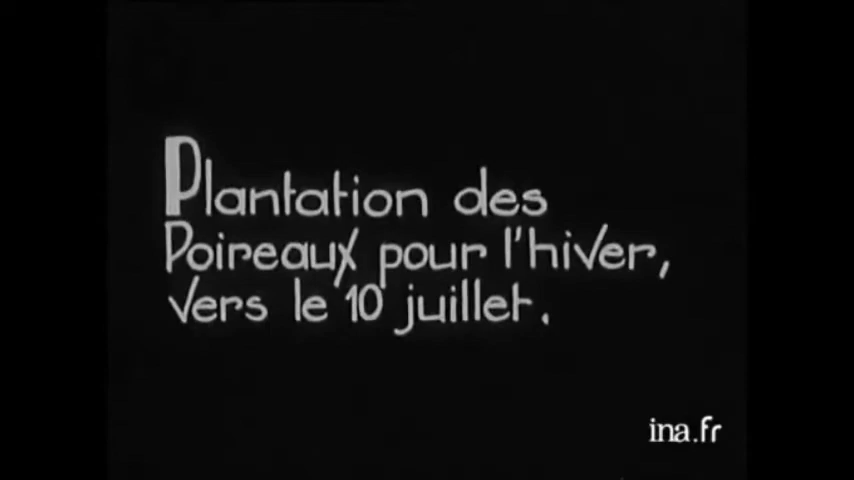 Plantation des
Poireaux pour l'hiver,
vers le 10 juillet.
ina.fr